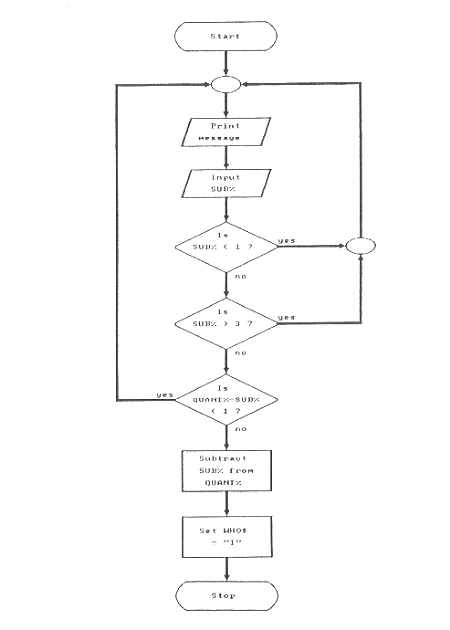 Start
Print
message
Input
SUB%
Is
SUB% < 1 ?
yes
no
Is
SUB% > 3 ?
yes
no
Is
QUANT%-SUB%
< 1 ?
yes
no
Subtract
SUB% from
QUANT%
Set WHO$
= "I"
Stop